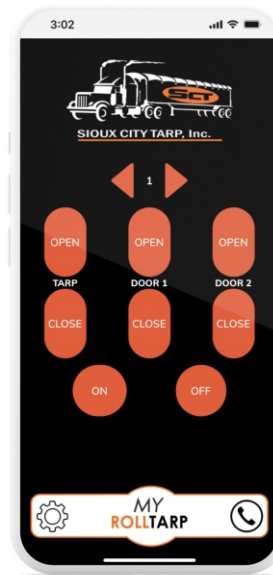 3:02
SCT
SIOUX CITY TARP, Inc.
1
OPEN OPEN OPEN
TARP DOOR 1 DOOR 2
CLOSE CLOSE CLOSE
ON OFF
MY
ROLLTARP